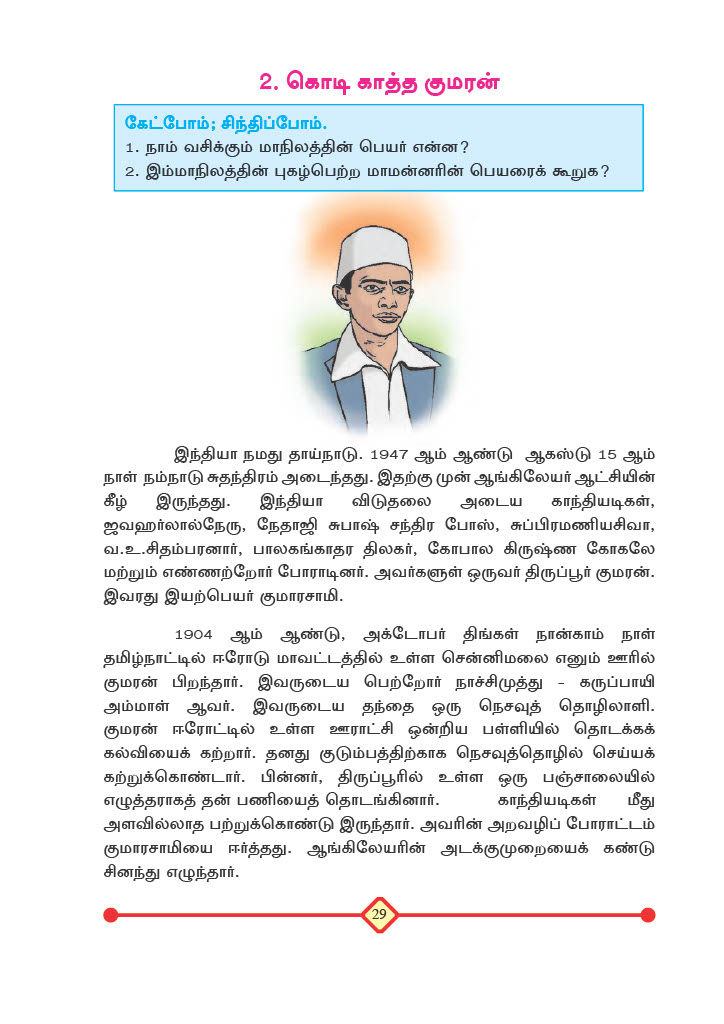 2. கொடி காத்த குமரன்
கேட்போம்; சிந்திப்போம்.
1. நாம் வசிக்கும் மாநிலத்தின் பெயர் என்ன?
2. இம்மாநிலத்தின் புகழ்பெற்ற மாமன்னரின் பெயரைக் கூறுக?
இந்தியா நமது தாய்நாடு. 1947 ஆம் ஆண்டு ஆகஸ்டு 15 ஆம்
நாள் நம்நாடு சுதந்திரம் அடைந்தது. இதற்கு முன் ஆங்கிலேயர் ஆட்சியின்
கீழ் இருந்தது. இந்தியா விடுதலை அடைய காந்தியடிகள்,
ஜவஹர்லால்நேரு, நேதாஜி சுபாஷ் சந்திர போஸ், சுப்பிரமணியசிவா,
வ.உ.சிதம்பரனார், பாலகங்காதர திலகர், கோபால கிருஷ்ண கோகலே
மற்றும் எண்ணற்றோர் போராடினர். அவர்களுள் ஒருவர் திருப்பூர் குமரன்.
இவரது இயற்பெயர் குமாரசாமி.
1904 ஆம் ஆண்டு, அக்டோபர் திங்கள் நான்காம் நாள்
தமிழ்நாட்டில் ஈரோடு மாவட்டத்தில் உள்ள சென்னிமலை எனும் ஊரில்
குமரன் பிறந்தார். இவருடைய பெற்றோர் நாச்சிமுத்து - கருப்பாயி
அம்மாள் ஆவர். இவருடைய தந்தை ஒரு நெசவுத் தொழிலாளி.
குமரன் ஈரோட்டில் உள்ள ஊராட்சி ஒன்றிய பள்ளியில் தொடக்கக்
கல்வியைக் கற்றார். தனது குடும்பத்திற்காக நெசவுத்தொழில் செய்யக்
கற்றுக்கொண்டார். பின்னர், திருப்பூரில் உள்ள ஒரு பஞ்சாலையில்
எழுத்தராகத் தன் பணியைத் தொடங்கினார். காந்தியடிகள் மீது
அளவில்லாத பற்றுக்கொண்டு இருந்தார். அவரின் அறவழிப் போராட்டம்
குமாரசாமியை ஈர்த்தது. ஆங்கிலேயரின் அடக்குமுறையைக் கண்டு
சினந்து எழுந்தார்.
29